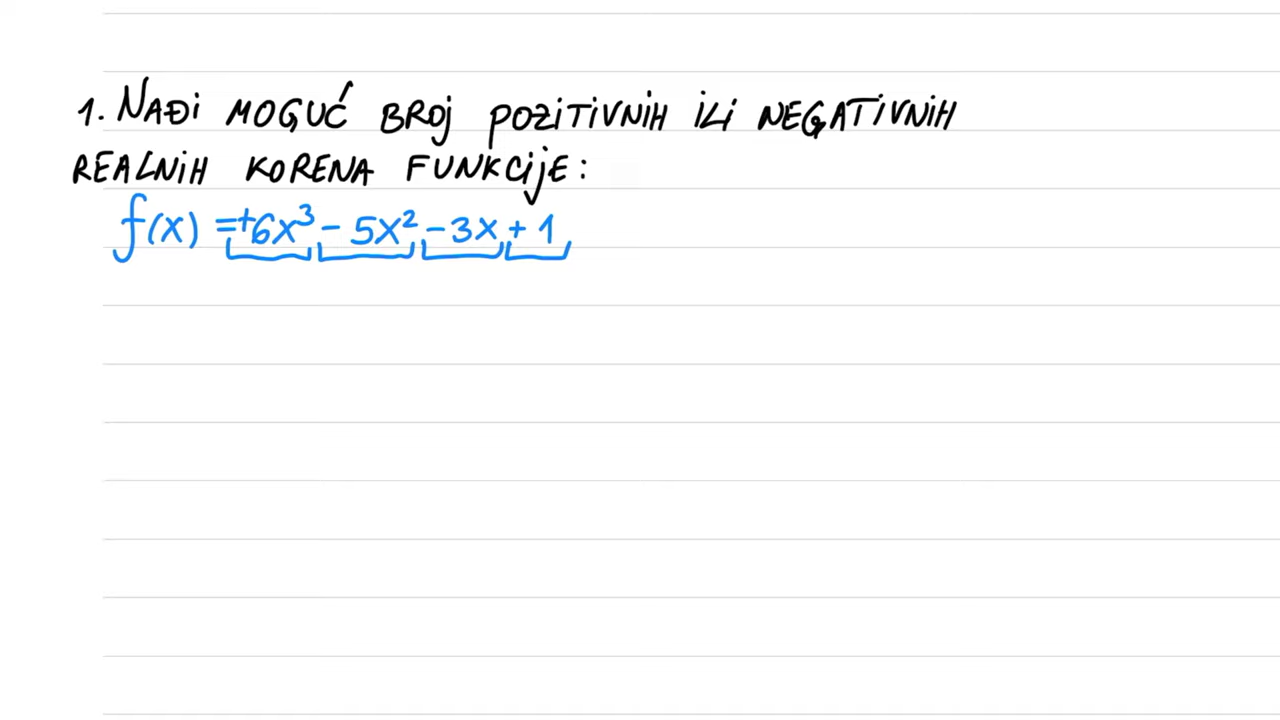 1. NAĐI MOGUĆ BROJ POZITIVNIH ILI NEGATIVNIH
REALNIH KORENA FUNKCIJE:
f(x) = +6x³ - 5x² - 3x + 1